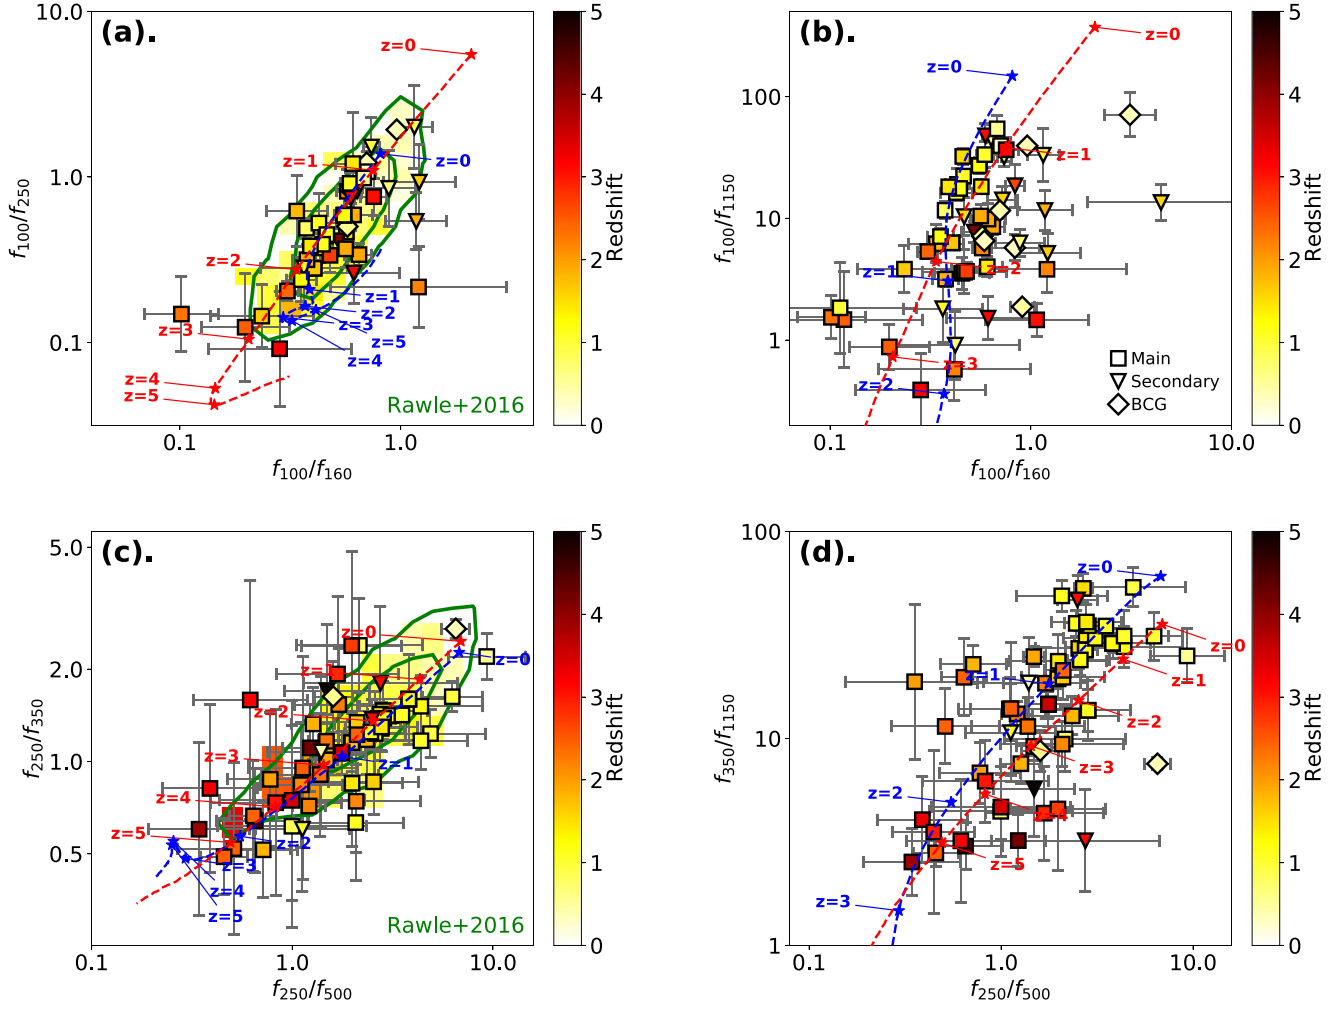 (a).
10.0
1.0
0.1
f100/f250
0.1
1.0
f100/f160
z=0
z=1
z=2
z=3
z=4
z=5
z=0
z=1
z=2
z=3
z=5
z=4
Rawle+2016
5
4
3
2
1
0
Redshift
(b).
100
10
1
f100/f1150
0.1
1.0
10.0
f100/f160
z=0
z=0
z=1
z=1
z=2
z=3
z=2
Main
Secondary
BCG
5
4
3
2
1
0
Redshift
(c).
5.0
2.0
1.0
0.5
f250/f350
0.1
1.0
10.0
f250/f500
z=0
z=0
z=1
z=2
z=3
z=1
z=4
z=5
z=2
z=3
z=4
z=5
Rawle+2016
5
4
3
2
1
0
Redshift
(d).
100
10
1
f350/f1150
0.1
1.0
10.0
f250/f500
z=0
z=0
z=1
z=1
z=2
z=3
z=2
z=5
z=3
5
4
3
2
1
0
Redshift